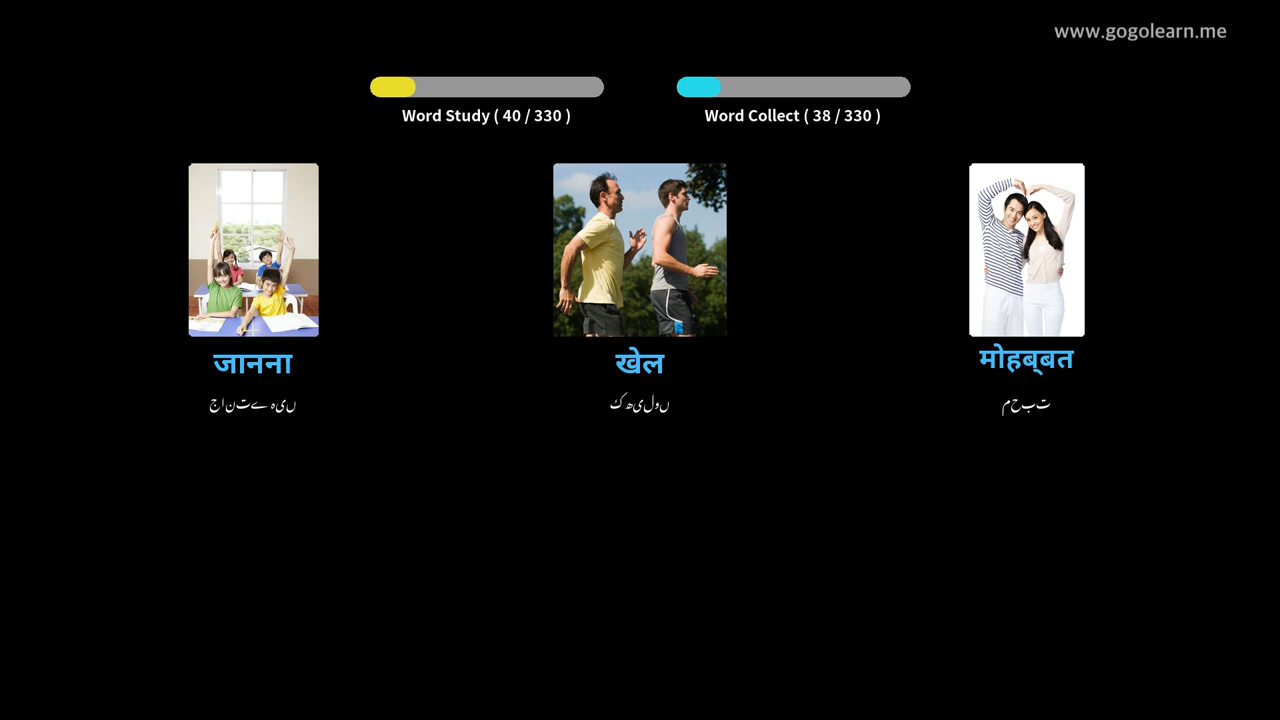 www.gogolearn.me
Word Study ( 40 / 330 )
Word Collect ( 38 / 330 )
जानना
खेल
मोहब्बत
جانتے ہیں
کھیلوں
محبت